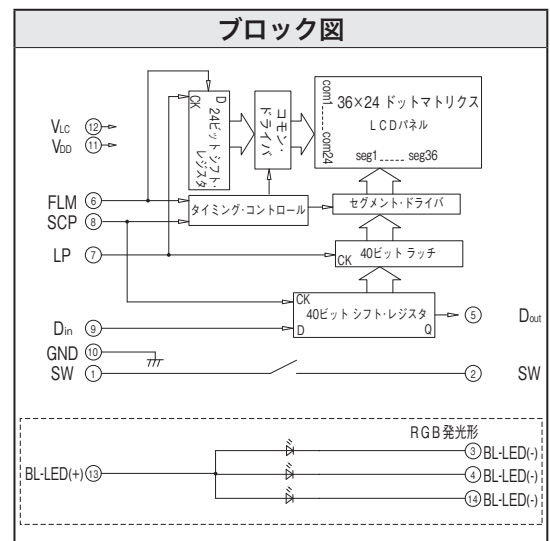 ブロック図
D
CK
24ビット シフト・レジスタ
コモン・ドライバ
com1
com24
36×24 ドットマトリクス
LCDパネル
seg1 seg36
VLC 12
VDD 11
FLM 6
SCP 8
タイミング・コントロール
セグメント・ドライバ
LP 7
CK 40ビット ラッチ
CK
40ビット シフト・レジスタ
D Q
5 Dout
Din 9
GND 10
SW 1
2 SW
RGB発光形
BL-LED(+) 13
3 BL-LED(-)
4 BL-LED(-)
14 BL-LED(-)